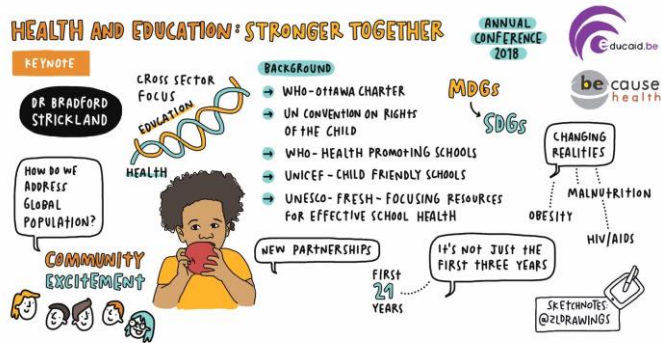 HEALTH AND EDUCATION: STRONGER TOGETHER
ANNUAL
CONFERENCE
2018
educaid.be
be cause
health
KEYNOTE
DR BRADFORD
STRICKLAND
CROSS SECTOR
FOCUS
EDUCATION
HEALTH
BACKGROUND
→ WHO-OTTAWA CHARTER
→ UN CONVENTION ON RIGHTS
OF THE CHILD
→ WHO-HEALTH PROMOTING SCHOOLS
→ UNICEF-CHILD FRIENDLY SCHOOLS
→ UNESCO-FRESH-FOCUSING RESOURCES
FOR EFFECTIVE SCHOOL HEALTH
MDGs
SDGs
CHANGING
REALITIES
OBESITY
MALNUTRITION
HIV/AIDS
HOW DO WE
ADDRESS
GLOBAL
POPULATION?
COMMUNITY
EXCITEMENT
NEW PARTNERSHIPS
FIRST
21
YEARS
IT'S NOT JUST THE
FIRST THREE YEARS
SKETCHNOTES:
@2LDRAWINGS